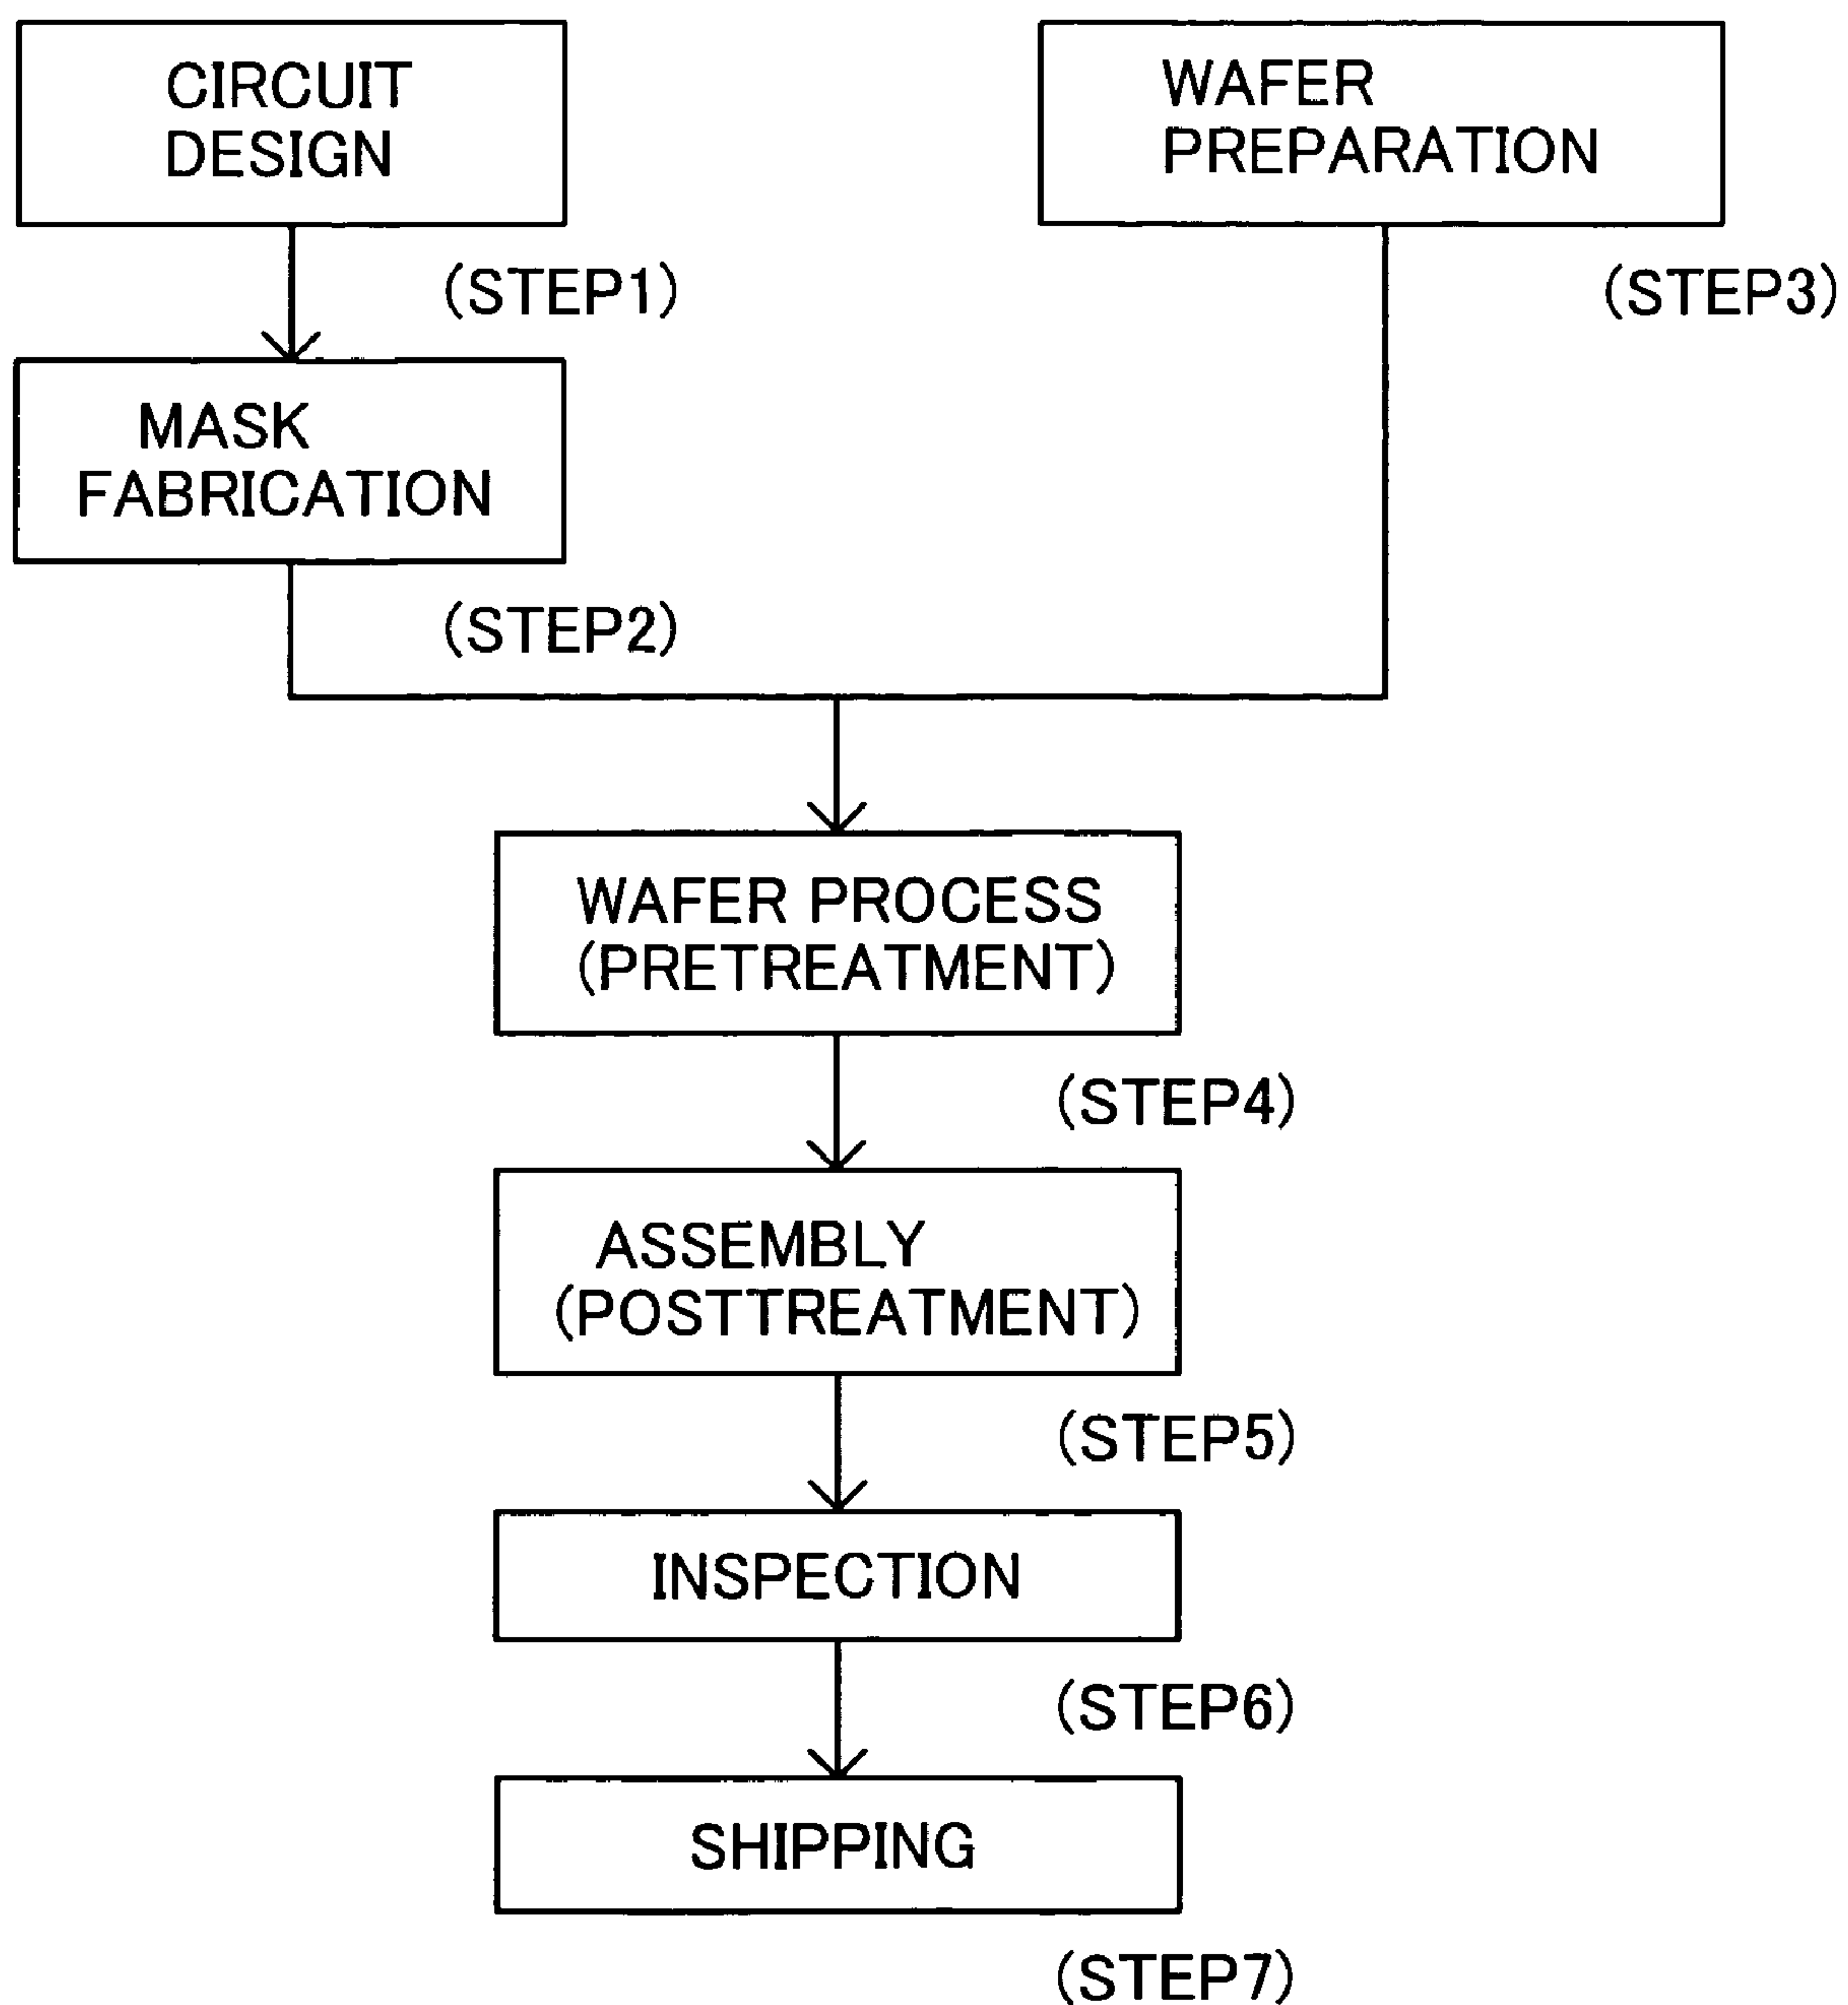 CIRCUIT
DESIGN
(STEP1)
MASK
FABRICATION
(STEP2)
WAFER
PREPARATION
(STEP3)
WAFER PROCESS
(PRETREATMENT)
(STEP4)
ASSEMBLY
(POSTTREATMENT)
(STEP5)
INSPECTION
(STEP6)
SHIPPING
(STEP7)